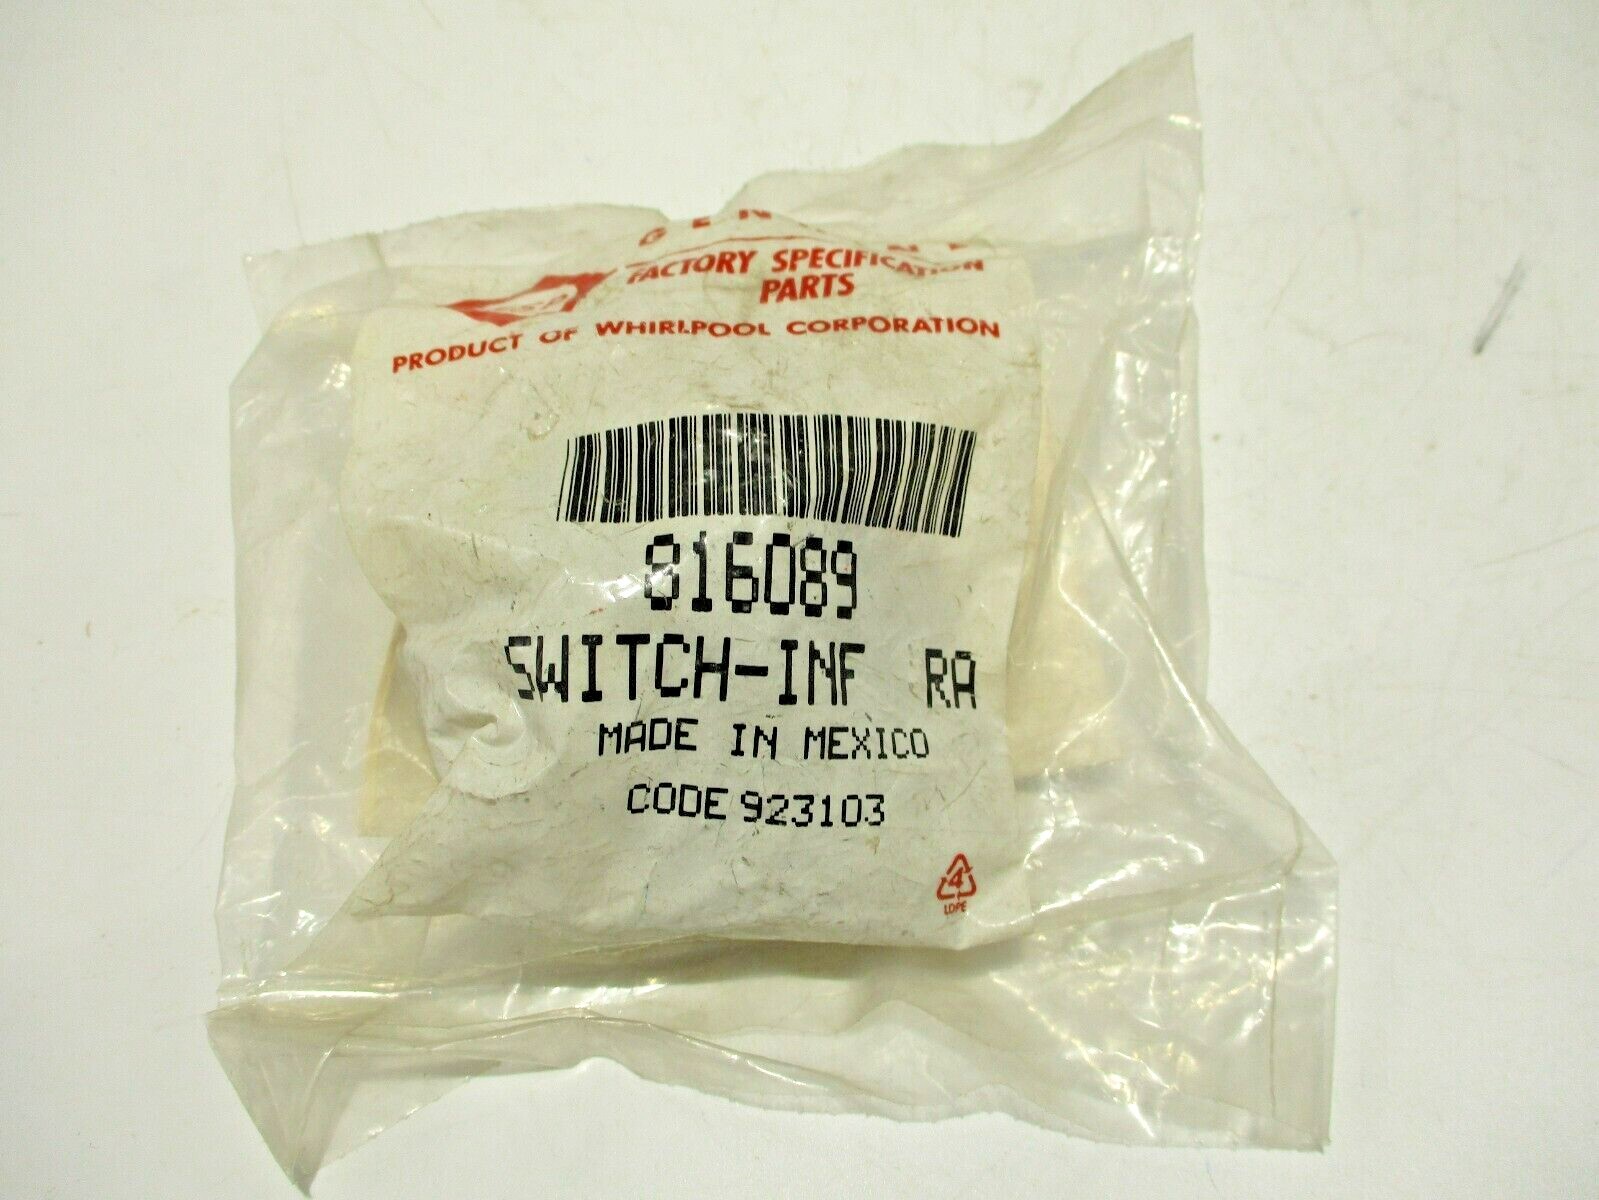 FACTORY SPECIFICATION
PARTS
PRODUCT OF WHIRLPOOL CORPORATION
816089
SWITCH-INF RA
MADE IN MEXICO
CODE 923103
4
LDPE